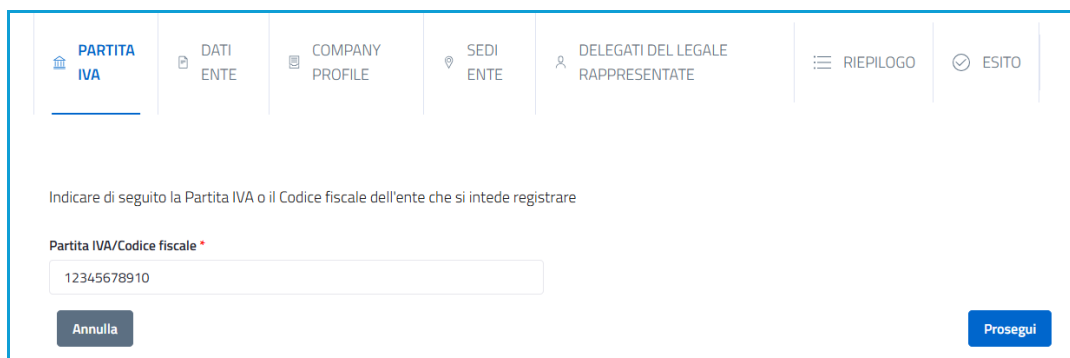 PARTITA IVA
DATI ENTE
COMPANY PROFILE
SEDI ENTE
DELEGATI DEL LEGALE RAPPRESENTATE
RIEPILOGO
ESITO
Indicare di seguito la Partita IVA o il Codice fiscale dell'ente che si intede registrare
Partita IVA/Codice fiscale *
12345678910
Annulla
Prosegui